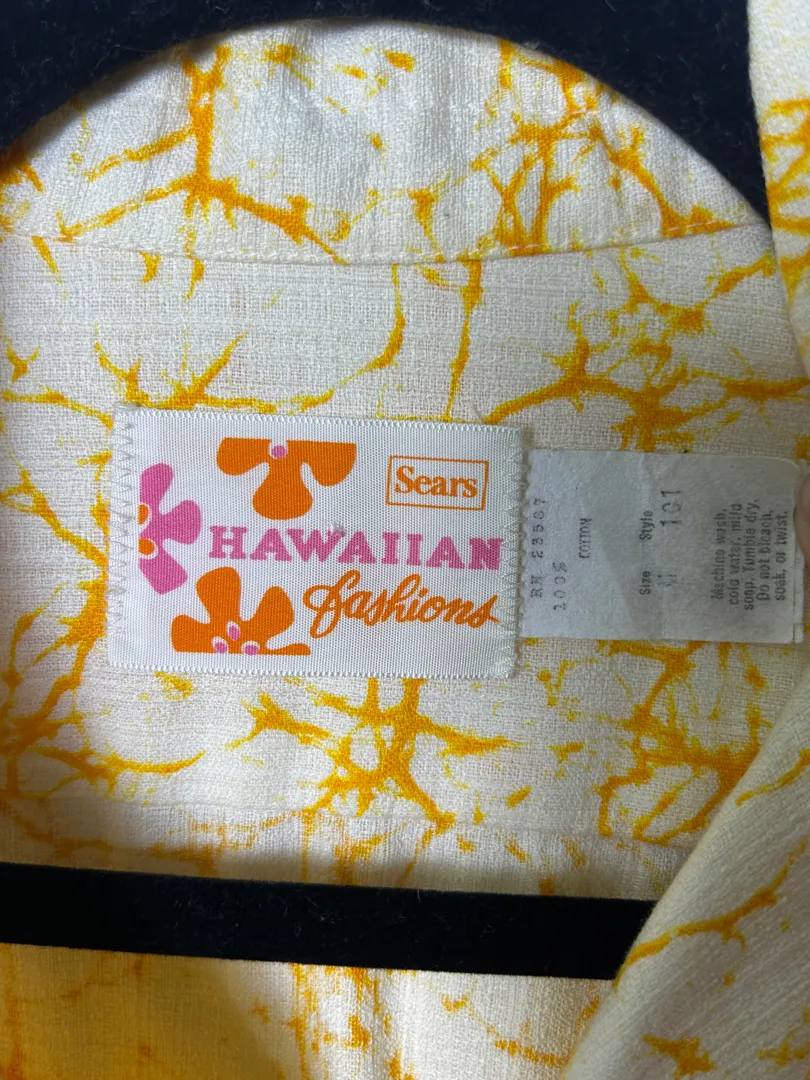 Sears
HAWAIIAN
fashions
RN 23587
100% COTTON
Size Style
M 101
Machine wash,
cold water, mild
soap. Tumble dry.
Do not bleach,
soak, or twist.